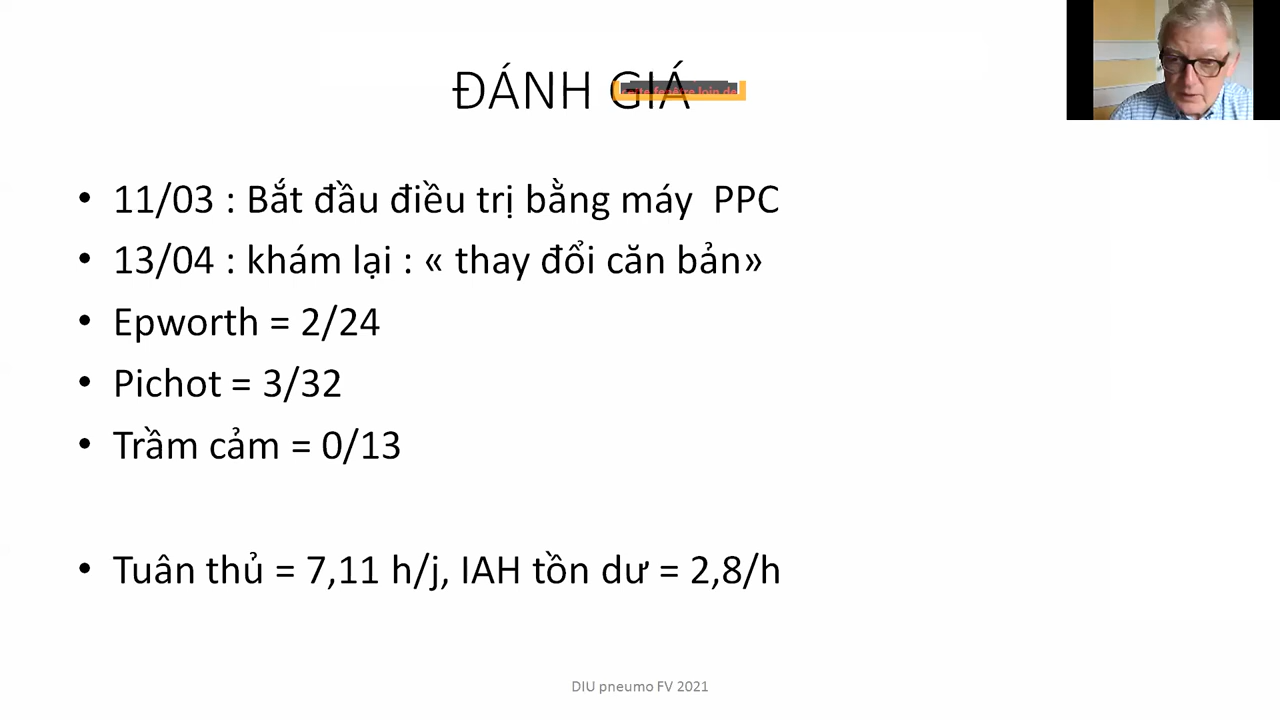 ĐÁNH GIÁ
• 11/03 : Bắt đầu điều trị bằng máy  PPC
• 13/04 : khám lại : « thay đổi căn bản»
• Epworth = 2/24
• Pichot = 3/32
• Trầm cảm = 0/13
• Tuân thủ = 7,11 h/j, IAH tồn dư = 2,8/h
DIU pneumo FV 2021